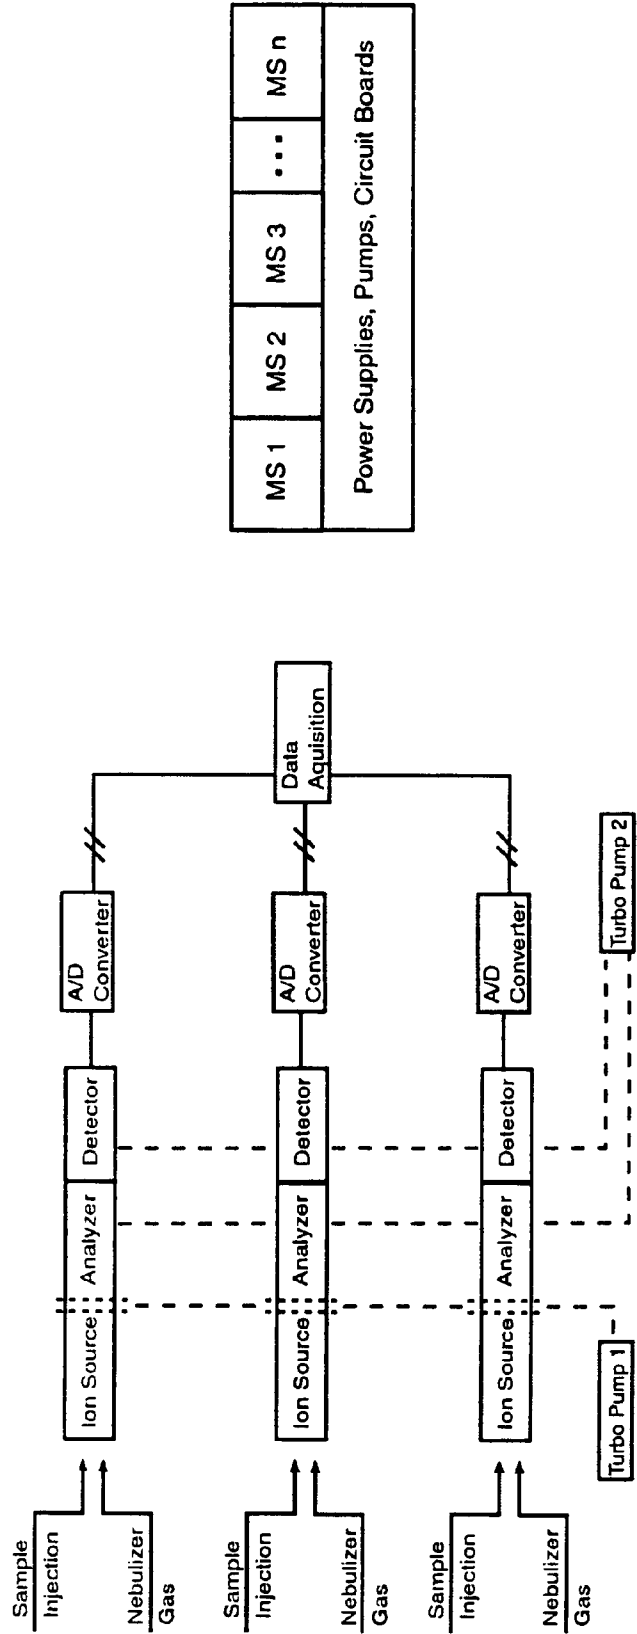 Sample
Injection
Nebulizer
Gas
Ion Source
Analyzer
Detector
A/D
Converter
Sample
Injection
Nebulizer
Gas
Ion Source
Analyzer
Detector
A/D
Converter
Data
Aquisition
Sample
Injection
Nebulizer
Gas
Ion Source
Analyzer
Detector
A/D
Converter
Turbo Pump 1
Turbo Pump 2
MS 1
MS 2
MS 3
...
MS n
Power Supplies, Pumps, Circuit Boards